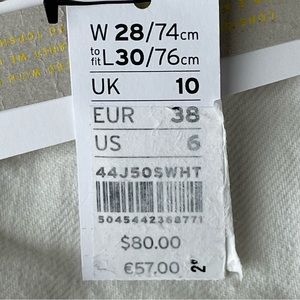 W 28/74cm
to fit L30/76cm
UK 10
EUR 38
US 6
44J50SWHT
5045442368771
$80.00
€57.00